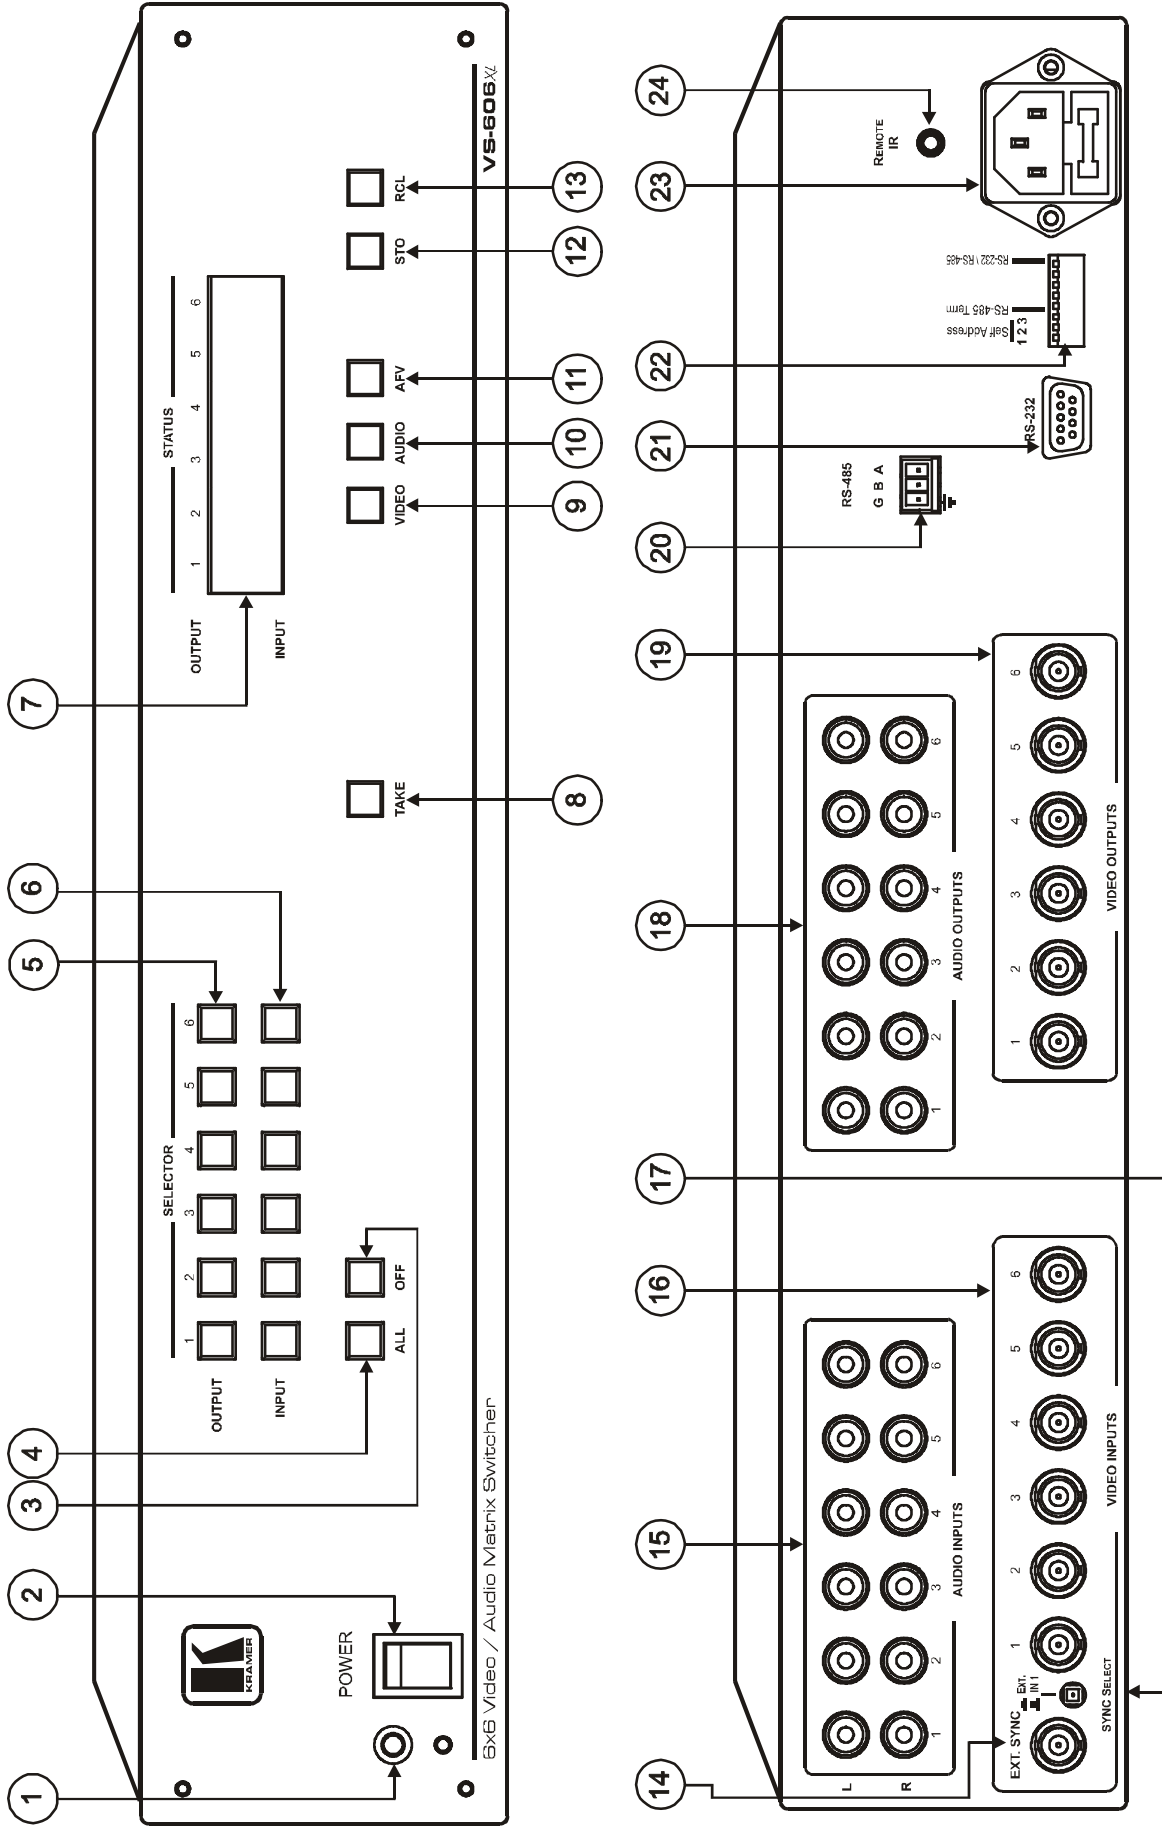 1
2
3
4
5
6
7
KRAMER
POWER
SELECTOR
1 2 3 4 5 6
OUTPUT
INPUT
ALL OFF
TAKE
STATUS
1 2 3 4 5 6
OUTPUT
INPUT
VIDEO AUDIO AFV STO RCL
6x6 Video / Audio Matrix Switcher
VS-606XL
8
9
10
11
12
13
14
15
16
17
18
19
20
21
22
23
24
L
R
1 2 3 4 5 6
AUDIO INPUTS
EXT. SYNC
EXT.
IN 1
SYNC SELECT
1 2 3 4 5 6
VIDEO INPUTS
1 2 3 4 5 6
AUDIO OUTPUTS
1 2 3 4 5 6
VIDEO OUTPUTS
RS-485
G B A
RS-232
Self Address
1 2 3
RS-485 Term
RS-232 \ RS-485
REMOTE
IR